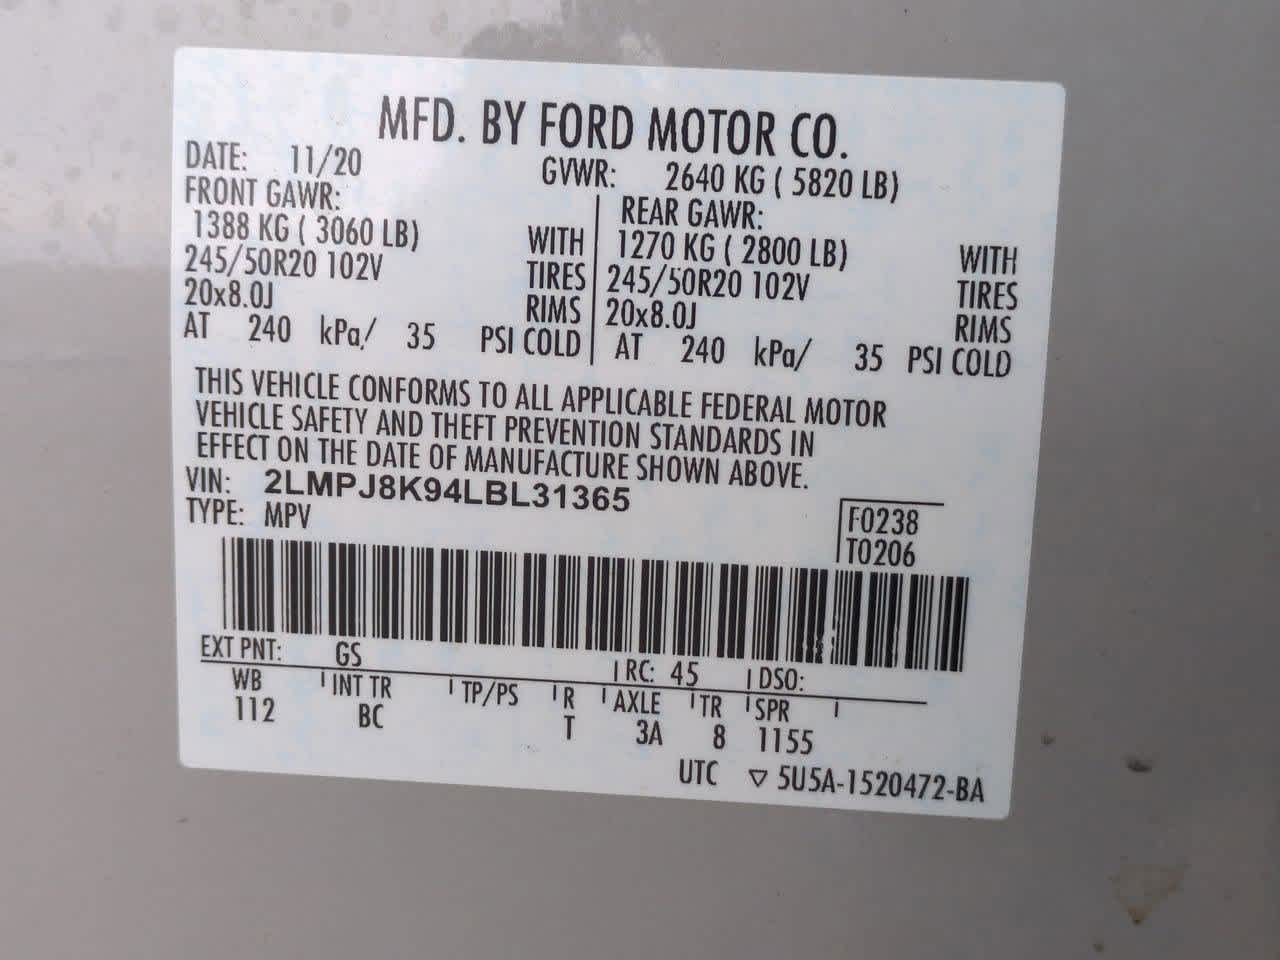 MFD. BY FORD MOTOR CO.
DATE: 11/20 GVWR: 2640 KG ( 5820 LB)
FRONT GAWR: REAR GAWR:
1388 KG ( 3060 LB) WITH 1270 KG ( 2800 LB) WITH
245/50R20 102V TIRES 245/50R20 102V TIRES
20x8.0J RIMS 20x8.0J RIMS
AT 240 kPa/ 35 PSI COLD AT 240 kPa/ 35 PSI COLD
THIS VEHICLE CONFORMS TO ALL APPLICABLE FEDERAL MOTOR
VEHICLE SAFETY AND THEFT PREVENTION STANDARDS IN
EFFECT ON THE DATE OF MANUFACTURE SHOWN ABOVE.
VIN: 2LMPJ8K94LBL31365
TYPE: MPV F0238
T0206
EXT PNT: GS RC: 45 DSO:
WB INT TR TP/PS R AXLE TR SPR
112 BC T 3A 8 1155
UTC ▽ 5U5A-1520472-BA